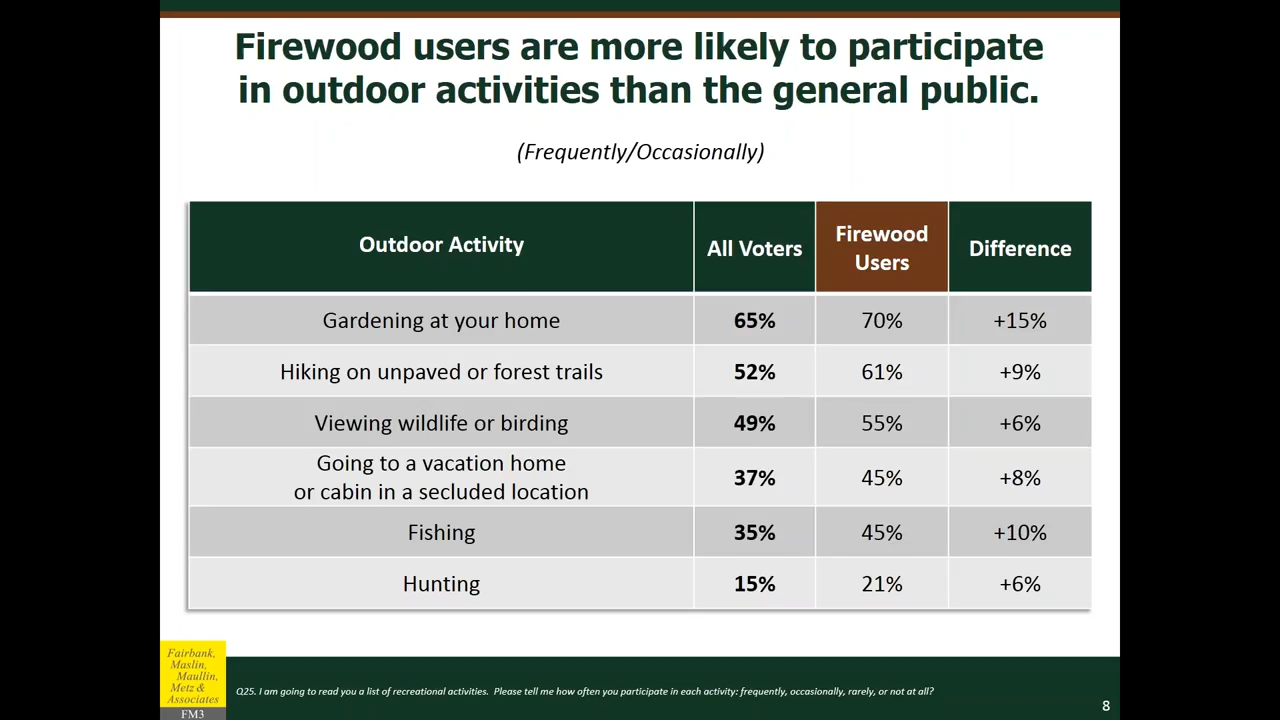 Firewood users are more likely to participate
in outdoor activities than the general public.
(Frequently/Occasionally)
Outdoor Activity All Voters Firewood Users Difference
Gardening at your home 65% 70% +15%
Hiking on unpaved or forest trails 52% 61% +9%
Viewing wildlife or birding 49% 55% +6%
Going to a vacation home
or cabin in a secluded location 37% 45% +8%
Fishing 35% 45% +10%
Hunting 15% 21% +6%
Fairbank,
Maslin,
Maullin,
Metz &
Associates
FM3
Q25. I am going to read you a list of recreational activities. Please tell me how often you participate in each activity: frequently, occasionally, rarely, or not at all?
8